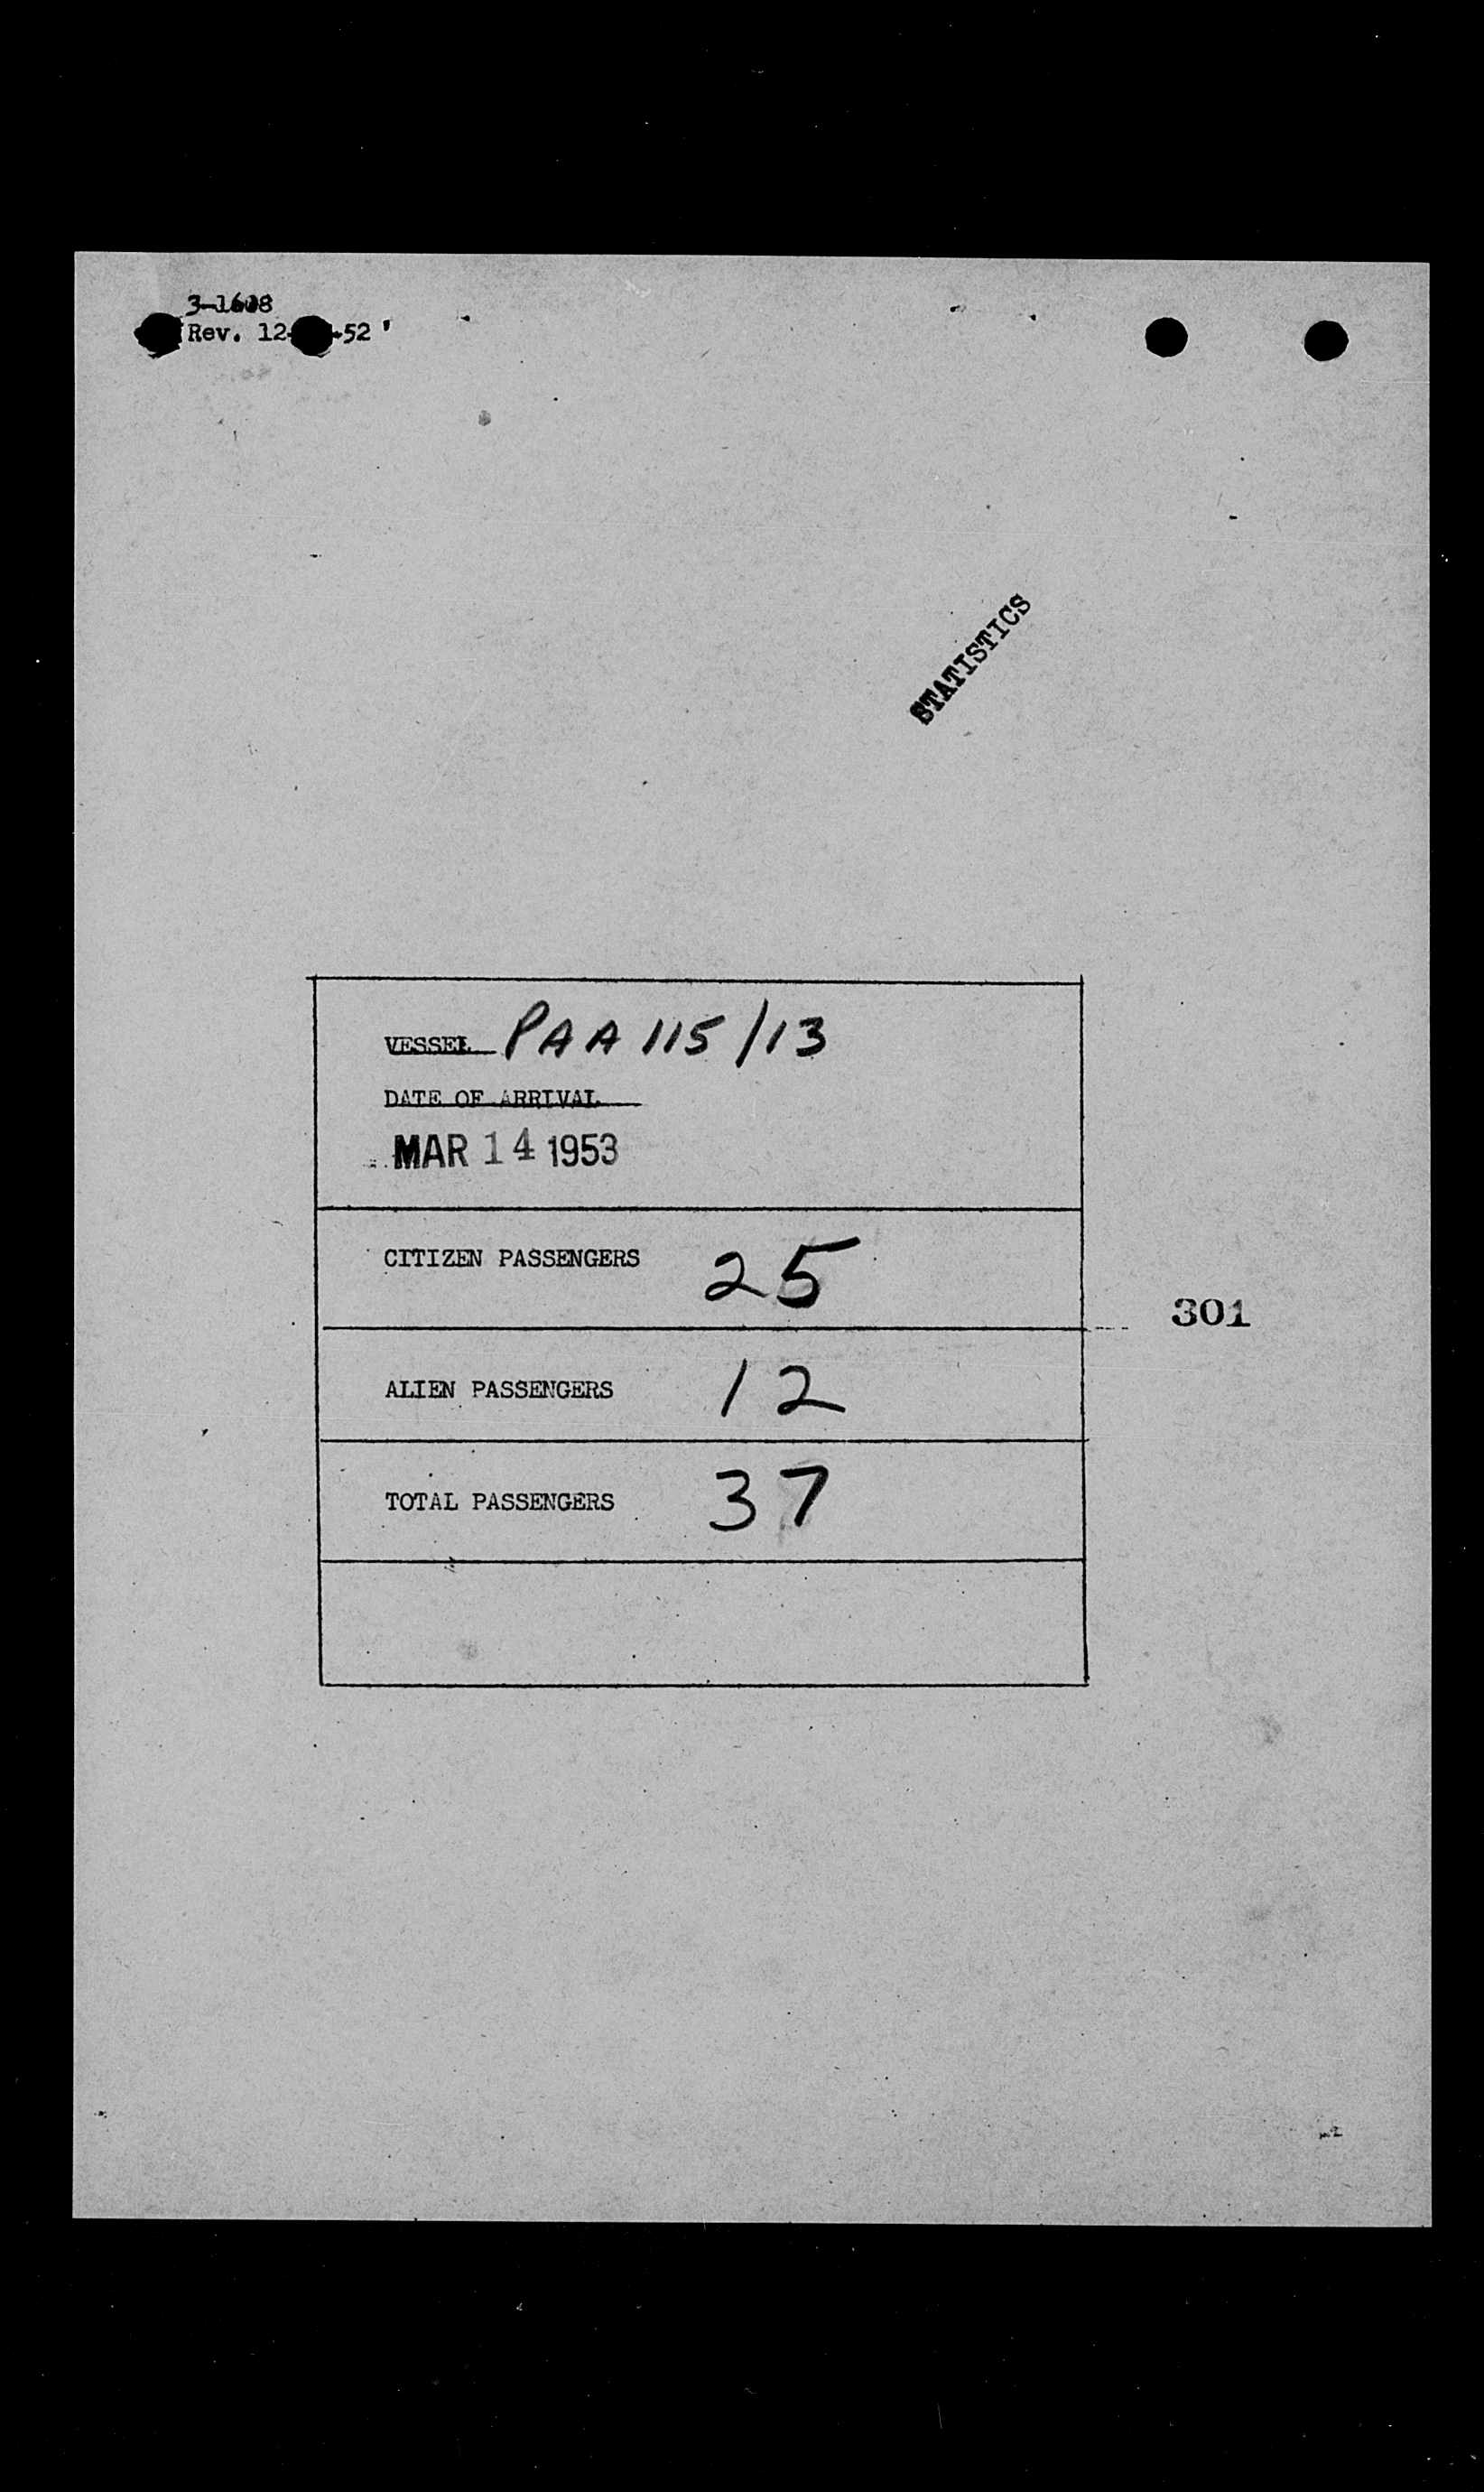 3-1608
Rev. 12- -52
STATISTICS
VESSEL PAA 115/13
DATE OF ARRIVAL
MAR 14 1953
CITIZEN PASSENGERS 25
301
ALIEN PASSENGERS 12
TOTAL PASSENGERS 37